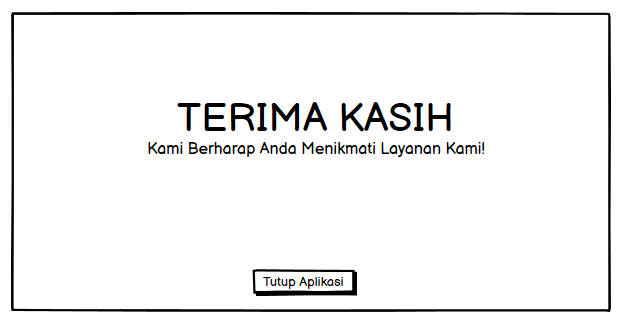 TERIMA KASIH
Kami Berharap Anda Menikmati Layanan Kami!
Tutup Aplikasi